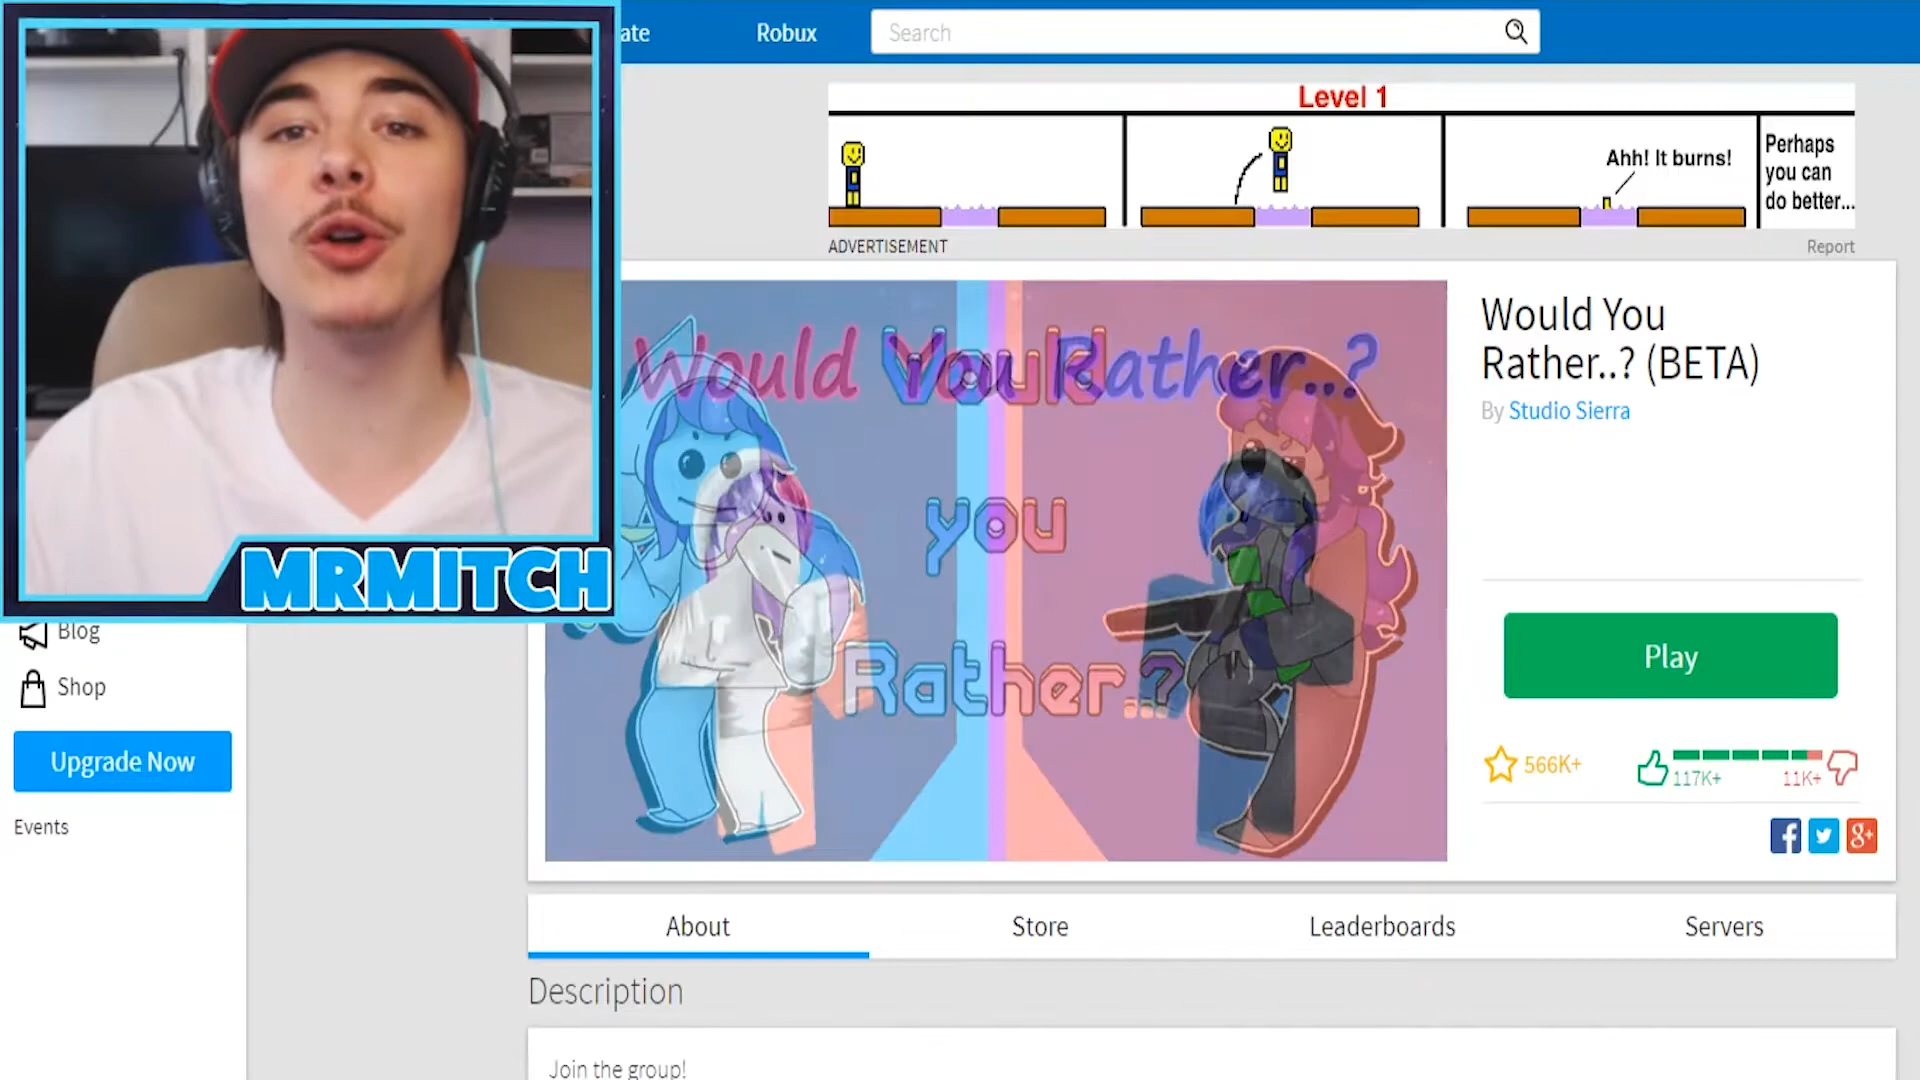 ate
Robux
Search
Level 1
Ahh! It burns!
Perhaps
you can
do better...
ADVERTISEMENT
Report
MRMITCH
Would You Rather..?
Would
you
Rather..?
Would You
Rather..? (BETA)
By Studio Sierra
Play
566K+
117K+
11K+
Blog
Shop
Upgrade Now
Events
f
g+
About
Store
Leaderboards
Servers
Description
Join the group!